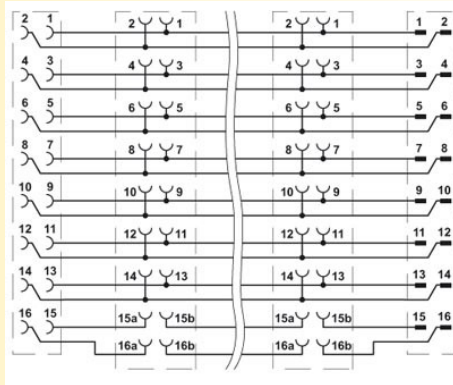 2 1 2 1 2 1 1 2
4 3 4 3 4 3 3 4
6 5 6 5 6 5 5 6
8 7 8 7 8 7 7 8
10 9 10 9 10 9 9 10
12 11 12 11 12 11 11 12
14 13 14 13 14 13 13 14
16 15 15a 15b 15a 15b 15 16
16a 16b 16a 16b